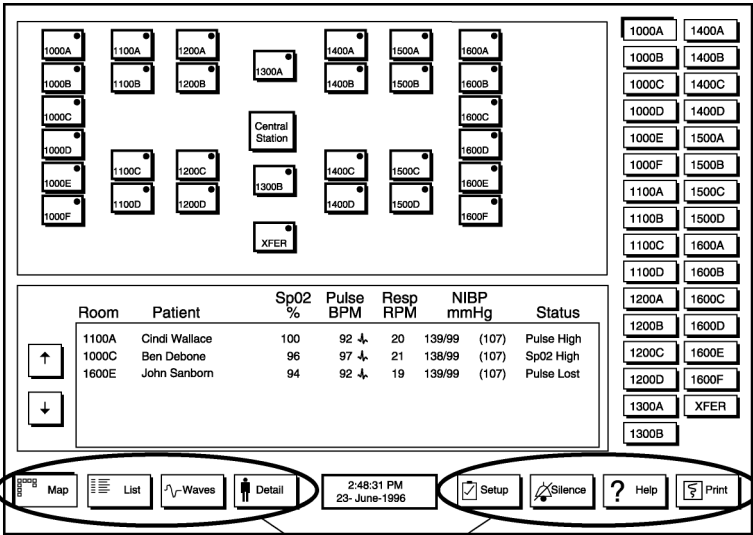 1000A 1100A 1200A 1300A 1400A 1500A 1600A
1000B 1100B 1200B 1400B 1500B 1600B
1000C Central Station 1600C
1000D 1600D
1000E 1100C 1200C 1300B 1400C 1500C 1600E
1000F 1100D 1200D 1400D 1500D 1600F
XFER
1000A 1400A
1000B 1400B
1000C 1400C
1000D 1400D
1000E 1500A
1000F 1500B
1100A 1500C
1100B 1500D
1100C 1600A
1100D 1600B
1200A 1600C
1200B 1600D
1200C 1600E
1200D 1600F
1300A XFER
1300B
Room Patient Sp02 % Pulse BPM Resp RPM NIBP mmHg Status
1100A Cindi Wallace 100 92 20 139/99 (107) Pulse High
1000C Ben Debone 96 97 21 138/99 (107) Sp02 High
1600E John Sanborn 94 92 19 139/99 (107) Pulse Lost
Map List Waves Detail 2:48:31 PM 23- June-1996 Setup Silence Help Print